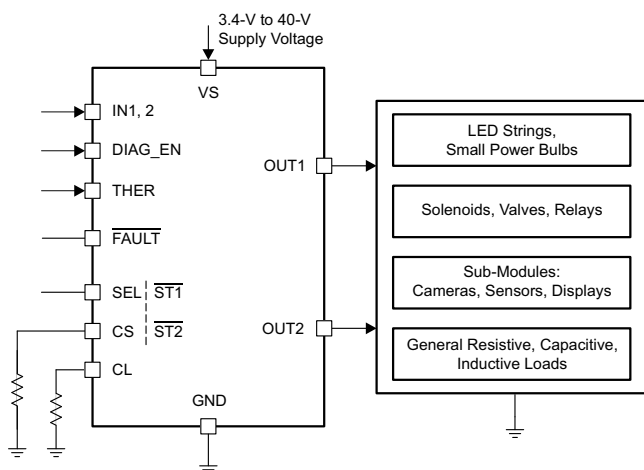 3.4-V to 40-V
Supply Voltage
VS
IN1, 2
DIAG_EN
THER
FAULT
SEL ST1
CS ST2
CL
GND
OUT1
OUT2
LED Strings,
Small Power Bulbs
Solenoids, Valves, Relays
Sub-Modules:
Cameras, Sensors, Displays
General Resistive, Capacitive,
Inductive Loads